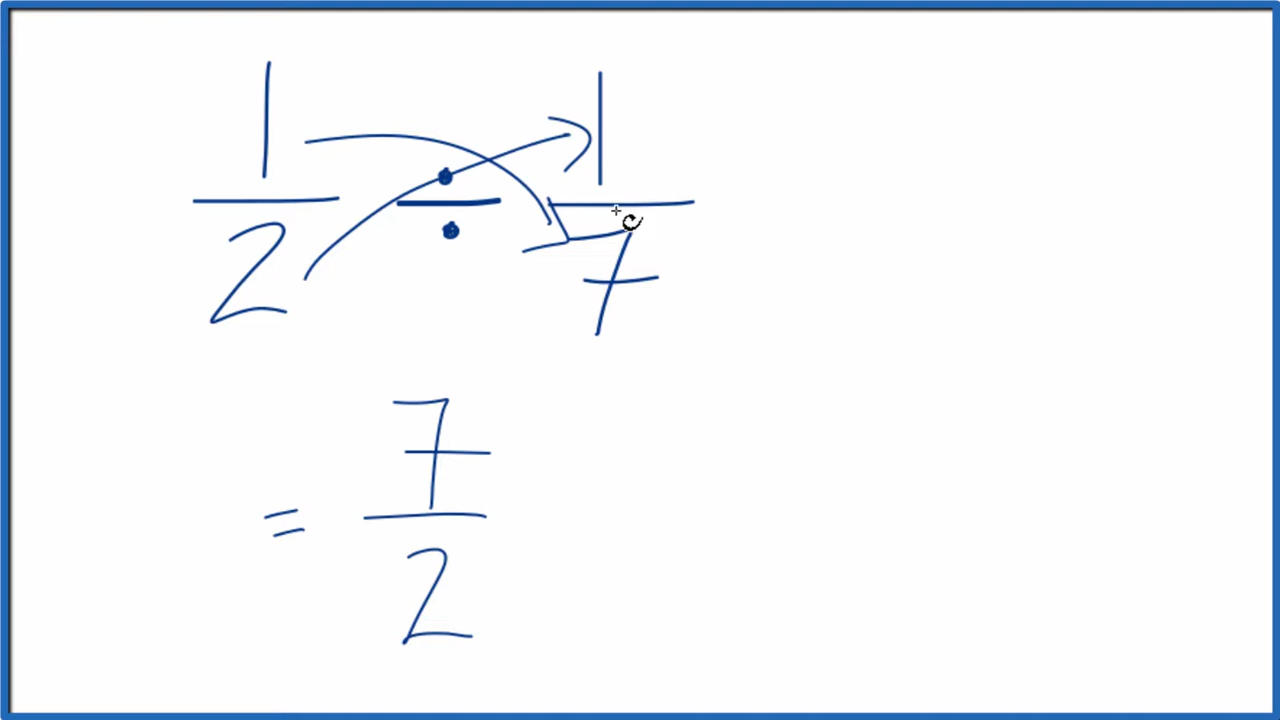 1/2 ÷ 1/7
= 7/2